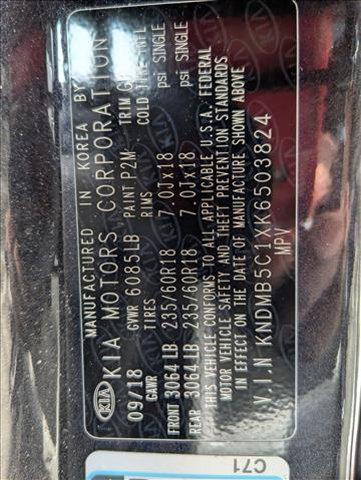 MANUFACTURED IN KOREA BY
KIA KIA MOTORS CORPORATION
09/18 GVWR 6085LB PAINT P2M TRIM
GAWR TIRES RIMS COLD TIRE INFL
FRONT 3064LB 235/60R18 7.0JX18 psi SINGLE
REAR 3064LB 235/60R18 7.0JX18 psi SINGLE
THIS VEHICLE CONFORMS TO ALL APPLICABLE U.S.A. FEDERAL
MOTOR VEHICLE SAFETY AND THEFT PREVENTION STANDARDS
IN EFFECT ON THE DATE OF MANUFACTURE SHOWN ABOVE
V.I.N KNDMB5C1XK6503824
MPV
C71